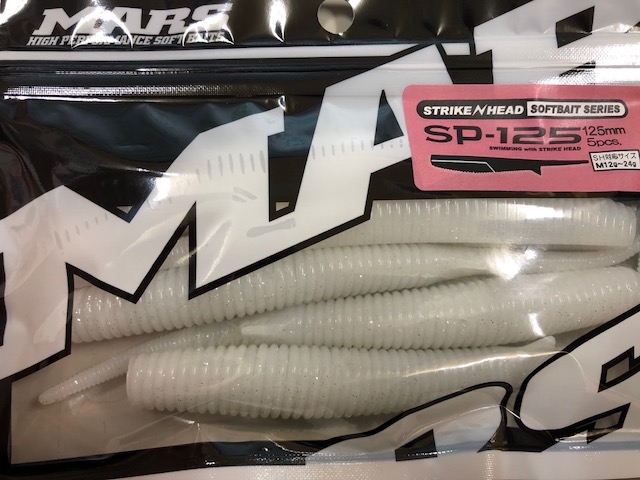 MARS
HIGH PERFORMANCE SOFT BAITS
STRIKE N HEAD SOFTBAIT SERIES
SP-125 125mm
5pcs.
SWIMMING with STRIKE HEAD
SH対応サイズ
M12g~24g
MAR